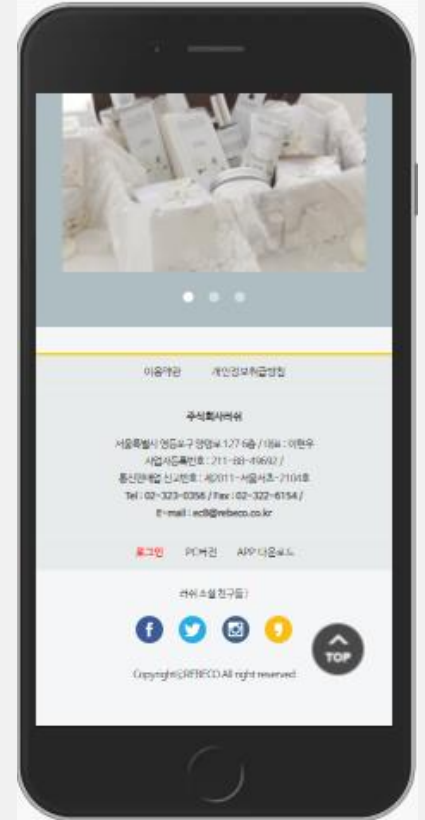 이용약관 개인정보취급방침
주식회사러쉬
서울특별시 영등포구 양평로 127 6층 / 대표 : 이현우
사업자등록번호 : 211-88-49692 /
통신판매업 신고번호 : 제2011-서울서초-2104호
Tel : 02-323-0356 / Fax : 02-322-6154 /
E-mail : ec8@rebeco.co.kr
로그인 PC버전 APP 다운로드
러쉬 소셜 친구들!
TOP
Copyrightⓒ REBECO.All right reserved